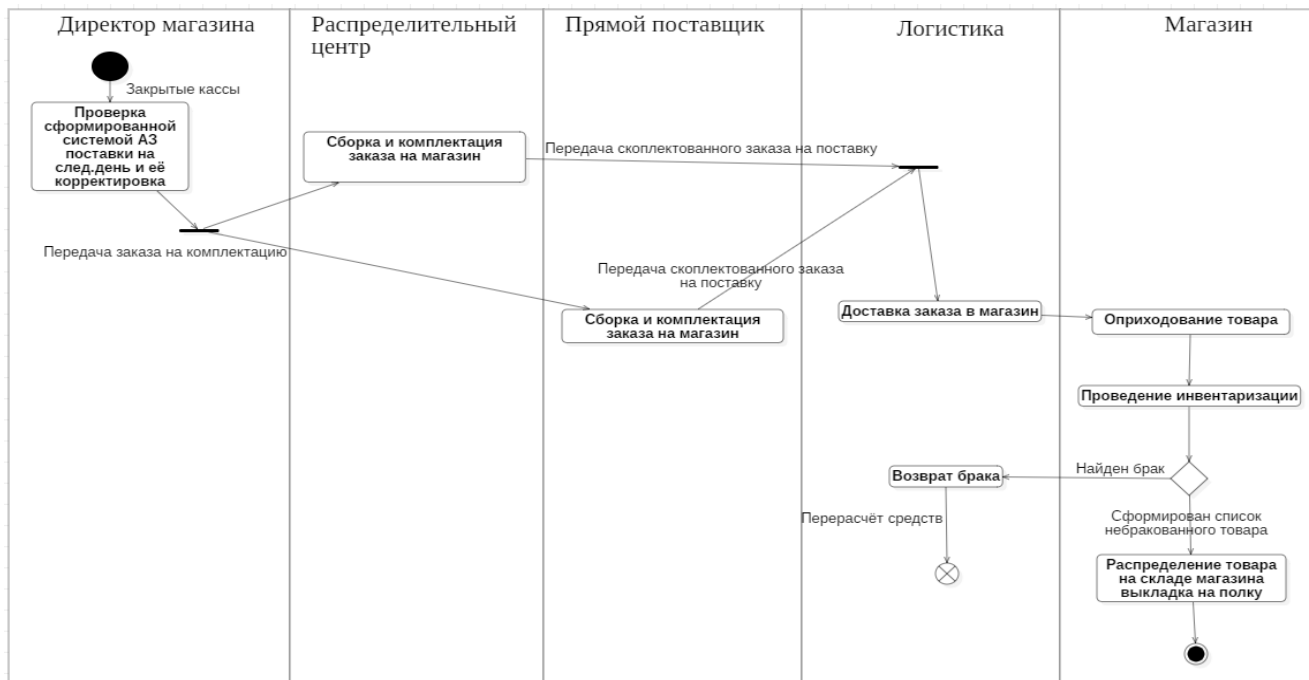 Директор магазина
Распределительный
центр
Прямой поставщик
Логистика
Магазин
Закрытые кассы
Проверка
сформированной
системой АЗ
поставки на
след.день и её
корректировка
Сборка и комплектация
заказа на магазин
Передача скоплектованного заказа на поставку
Передача заказа на комплектацию
Передача скоплектованного заказа
на поставку
Сборка и комплектация
заказа на магазин
Доставка заказа в магазин
Оприходование товара
Проведение инвентаризации
Найден брак
Возврат брака
Перерасчёт средств
Сформирован список
небракованного товара
Распределение товара
на складе магазина
выкладка на полку